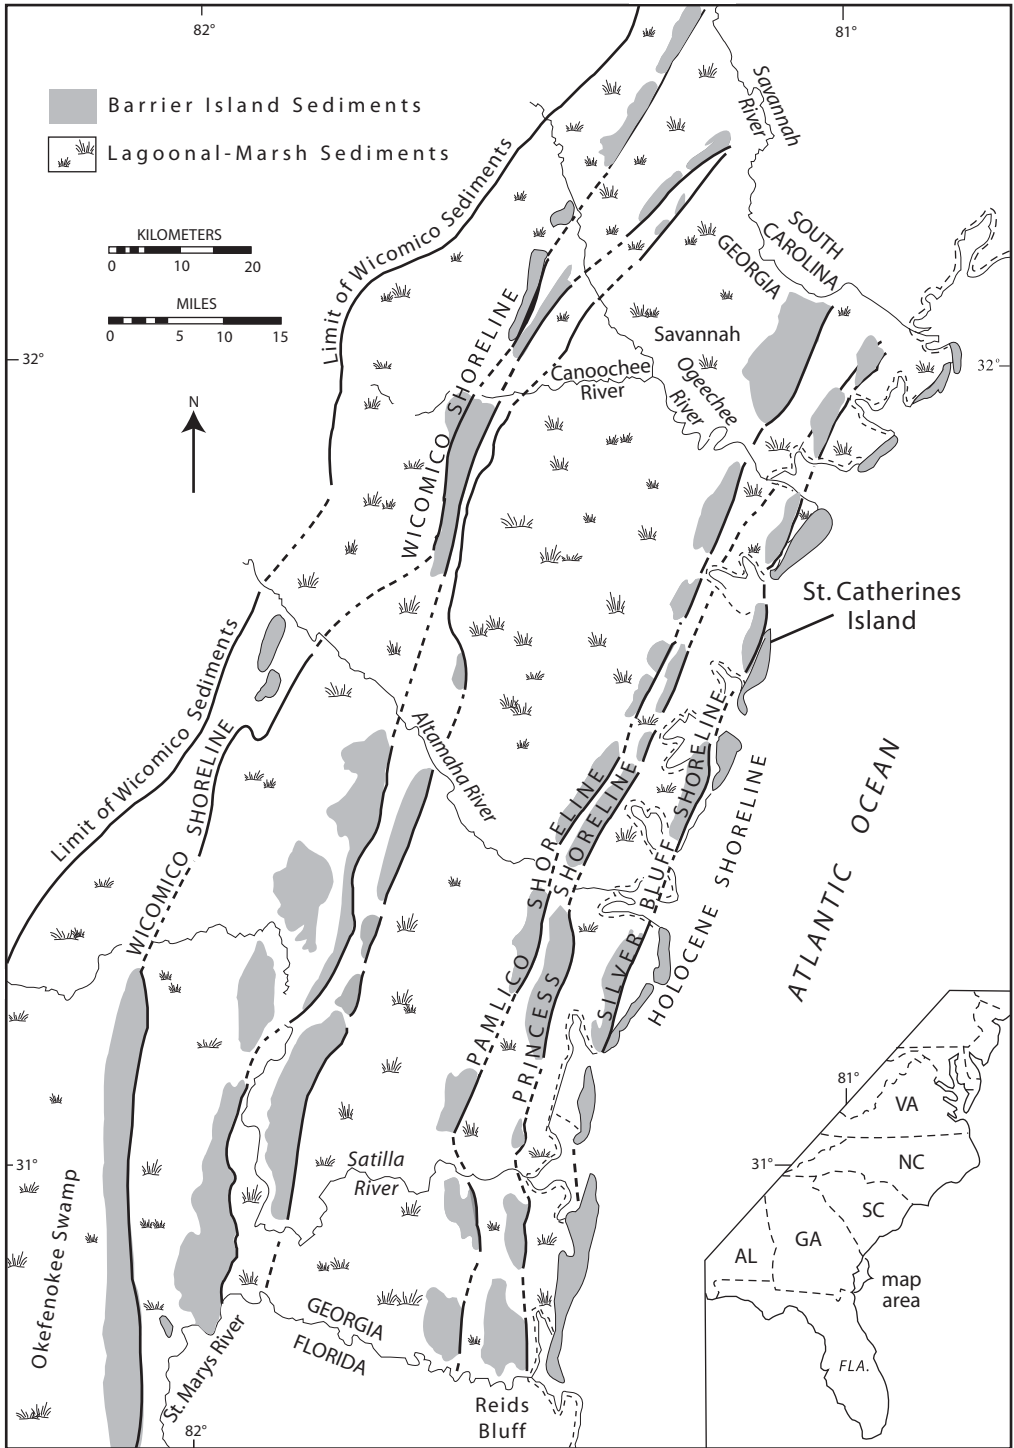 82°
81°
Savannah
River
Barrier Island Sediments
Lagoonal-Marsh Sediments
KILOMETERS
0 10 20
MILES
0 5 10 15
Limit of Wicomico Sediments
SOUTH
CAROLINA
GEORGIA
32°
32°
Savannah
Canoochee
River
Ogeechee
River
N
WICOMICO SHORELINE
St. Catherines
Island
Limit of Wicomico Sediments
WICOMICO SHORELINE
Altamaha River
PAMLICO SHORELINE
PRINCESS SHORELINE
SILVER BLUFF SHORELINE
HOLOCENE SHORELINE
ATLANTIC OCEAN
31°
Satilla
River
Okefenokee Swamp
GEORGIA
FLORIDA
St. Marys River
82°
Reids
Bluff
81°
31°
VA
NC
SC
GA
AL
map
area
FLA.